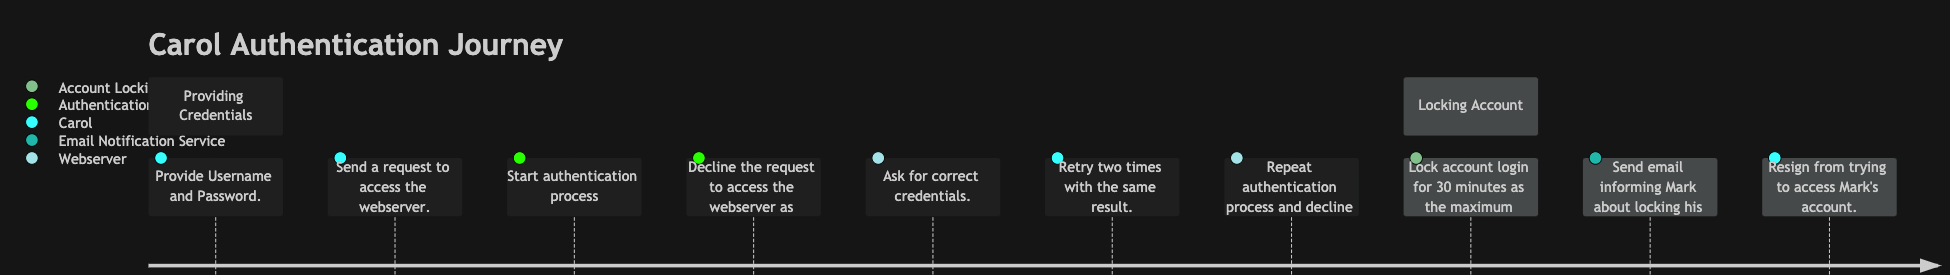 Carol Authentication Journey
Account Locki
Authentication
Carol
Email Notification Service
Webserver
Providing
Credentials
Locking Account
Provide Username
and Password.
Send a request to
access the
webserver.
Start authentication
process
Decline the request
to access the
webserver as
Ask for correct
credentials.
Retry two times
with the same
result.
Repeat
authentication
process and decline
Lock account login
for 30 minutes as
the maximum
Send email
informing Mark
about locking his
Resign from trying
to access Mark's
account.